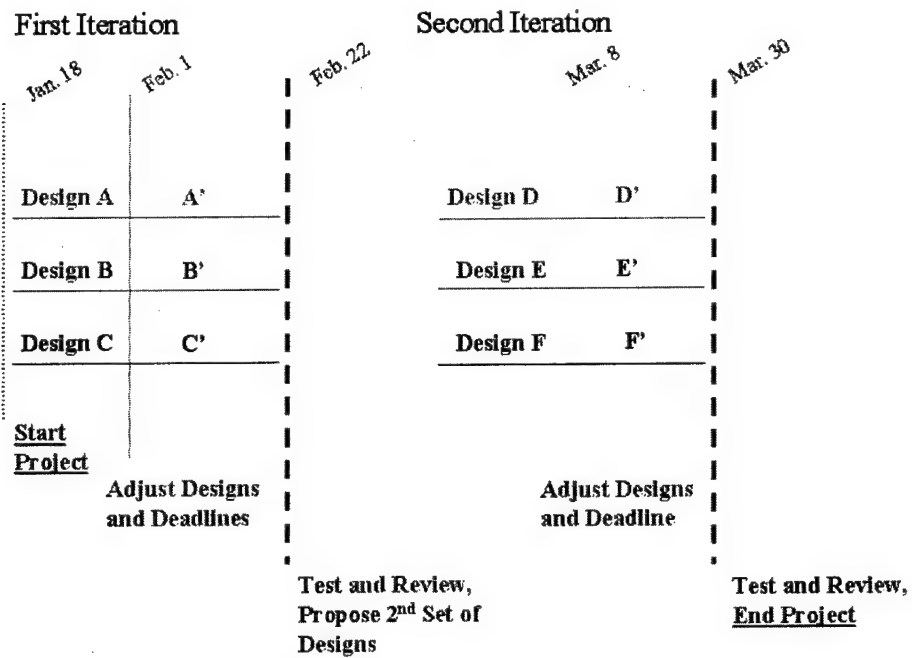 First Iteration
Second Iteration
Jan. 18
Feb. 1
Feb. 22
Mar. 8
Mar. 30
Design A
A’
Design D
D’
Design B
B’
Design E
E’
Design C
C’
Design F
F’
Start
Project
Adjust Designs
and Deadlines
Adjust Designs
and Deadline
Test and Review,
Propose 2nd Set of
Designs
Test and Review,
End Project